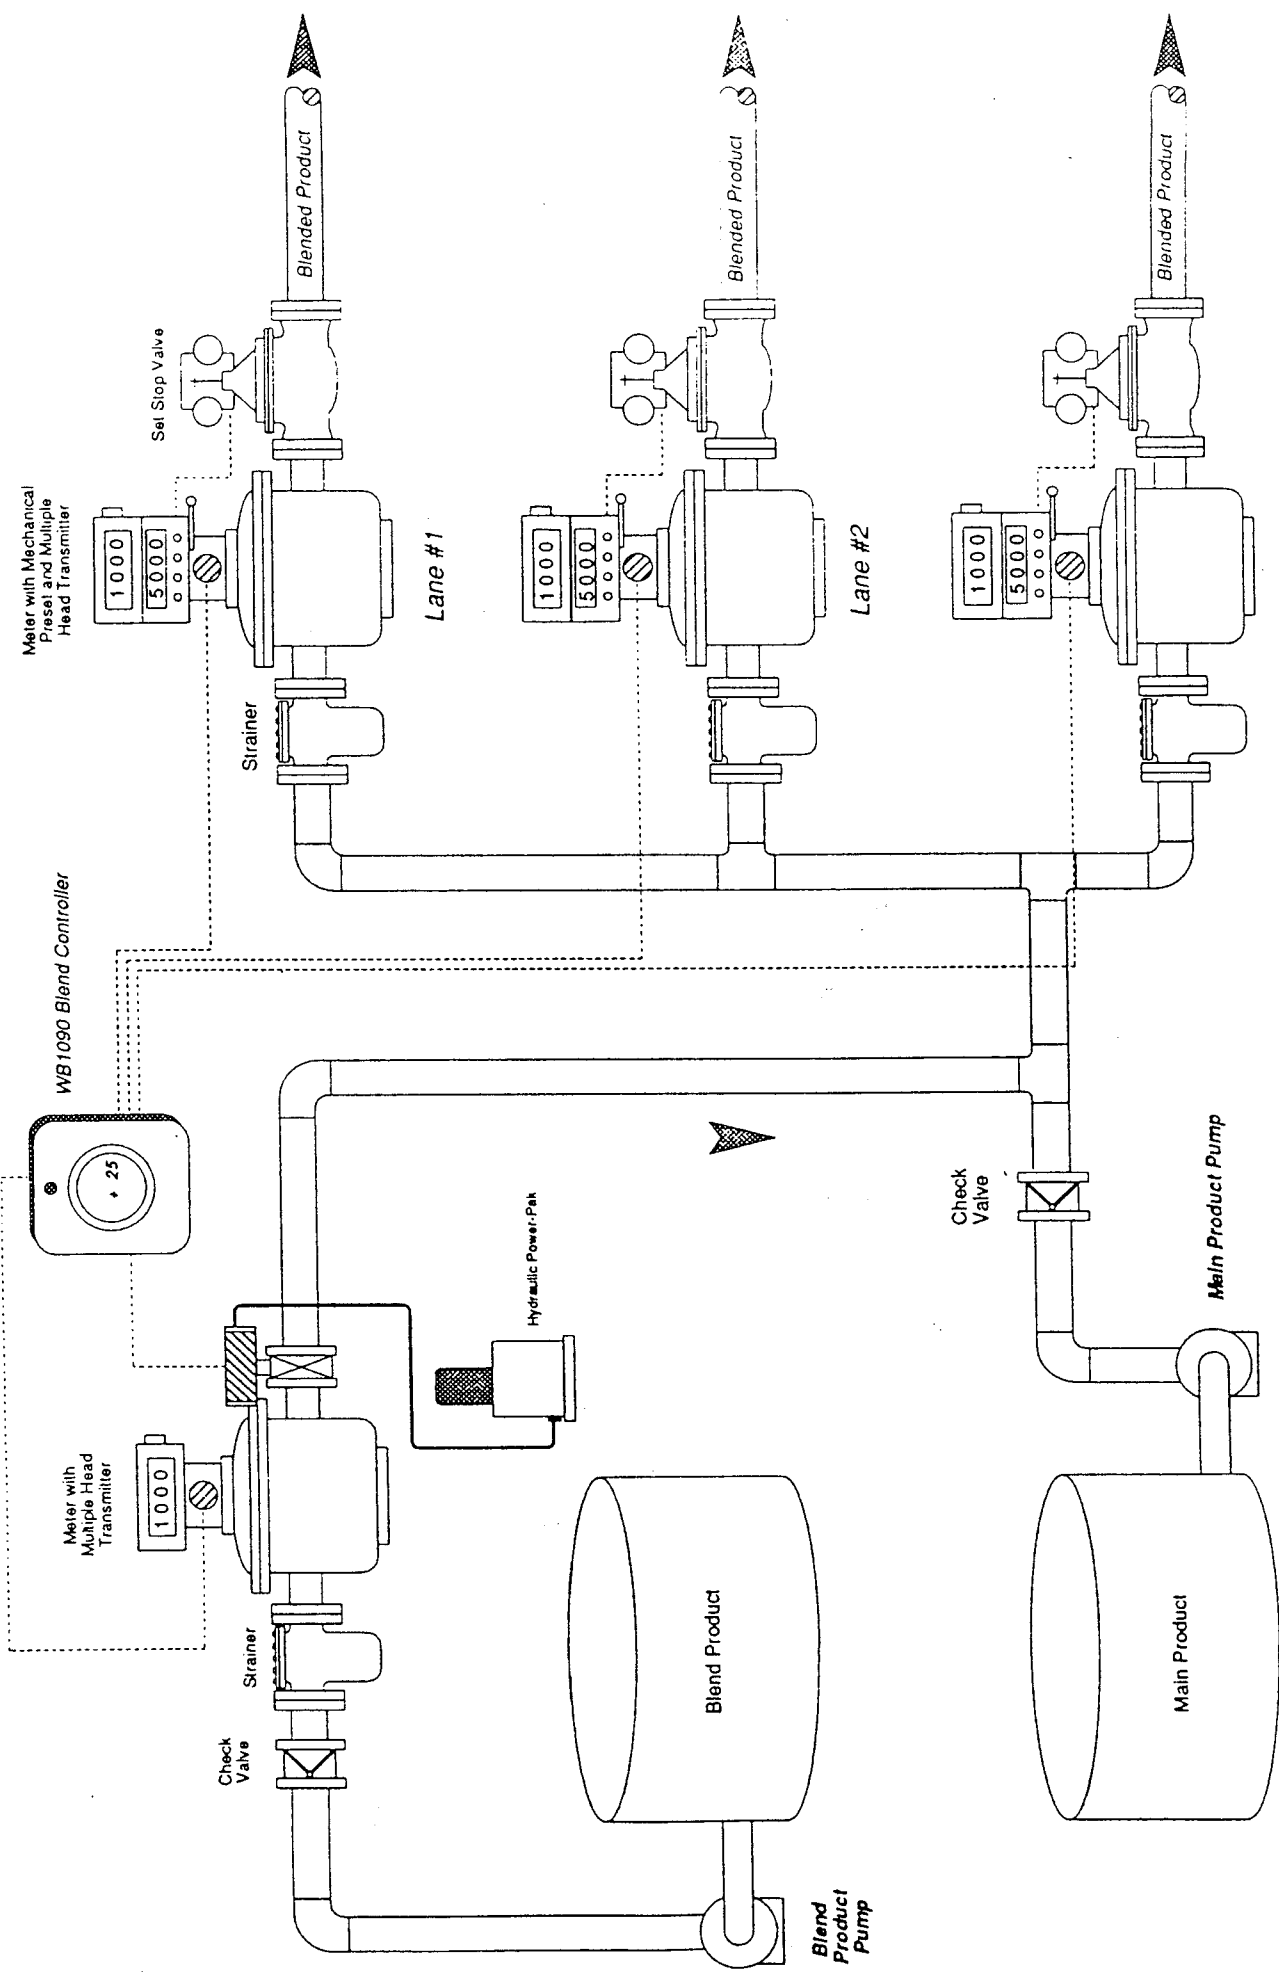 Meter with Mechanical
Preset and Multiple
Head Transmitter
1000
5000
Set Stop Valve
Blended Product
Strainer
Lane #1
1000
5000
Blended Product
Lane #2
1000
5000
Blended Product
WB1090 Blend Controller
+ 25
Meter with
Multiple Head
Transmitter
1000
Hydraulic Power-Pak
Strainer
Check
Valve
Blend Product
Blend
Product
Pump
Check
Valve
Main Product Pump
Main Product